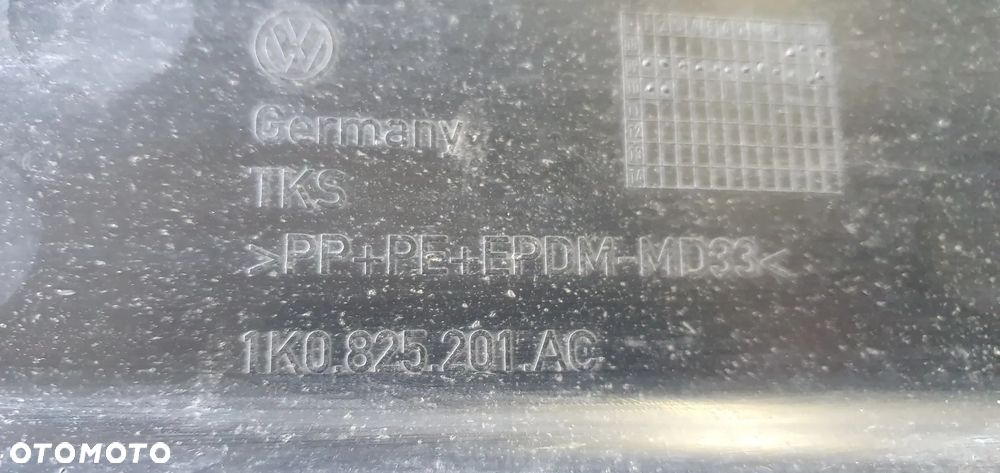 Germany
TKS
>PP+PE+EPDM-MD33<
1K0.825.201.AC
OTOMOTO